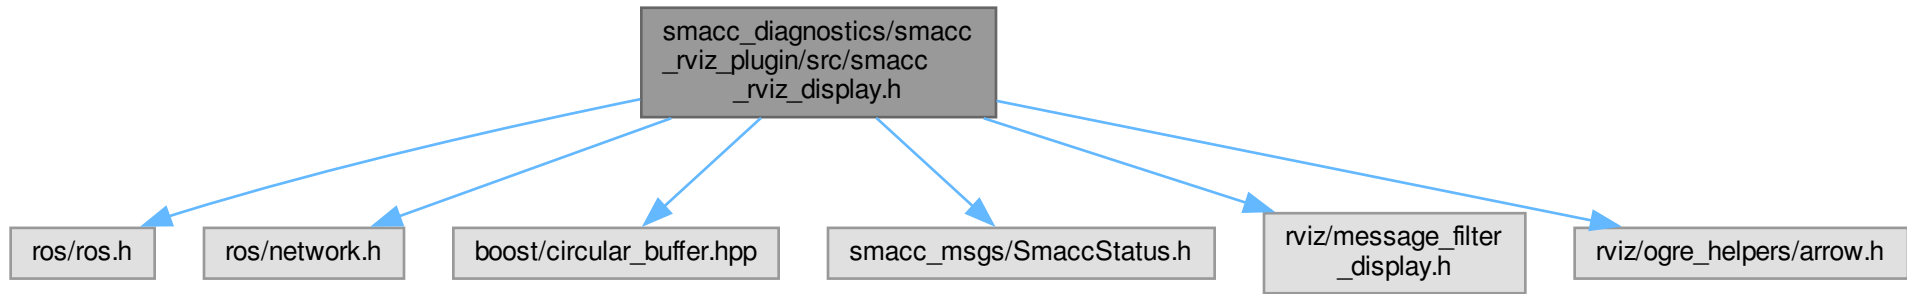 smacc_diagnostics/smacc
_rviz_plugin/src/smacc
_rviz_display.h
ros/ros.h
ros/network.h
boost/circular_buffer.hpp
smacc_msgs/SmaccStatus.h
rviz/message_filter
_display.h
rviz/ogre_helpers/arrow.h